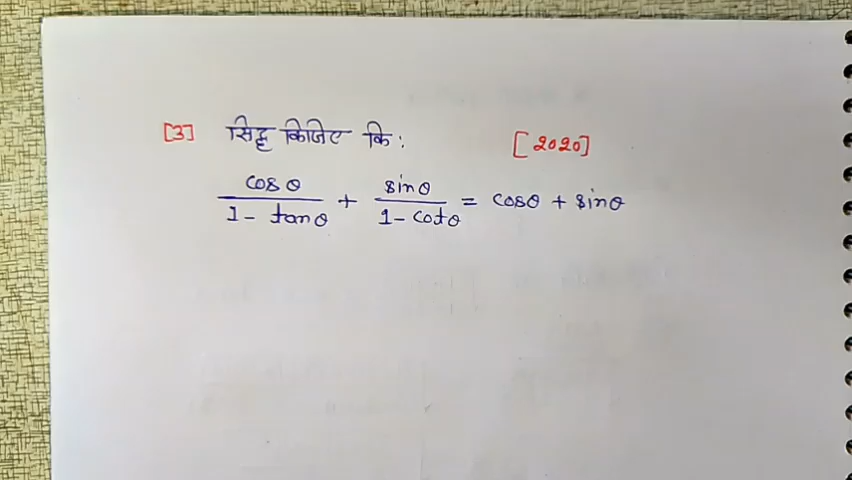 [3] सिद्ध किजिए कि: [2020]
cosθ / 1 - tanθ + sinθ / 1 - cotθ = cosθ + sinθ